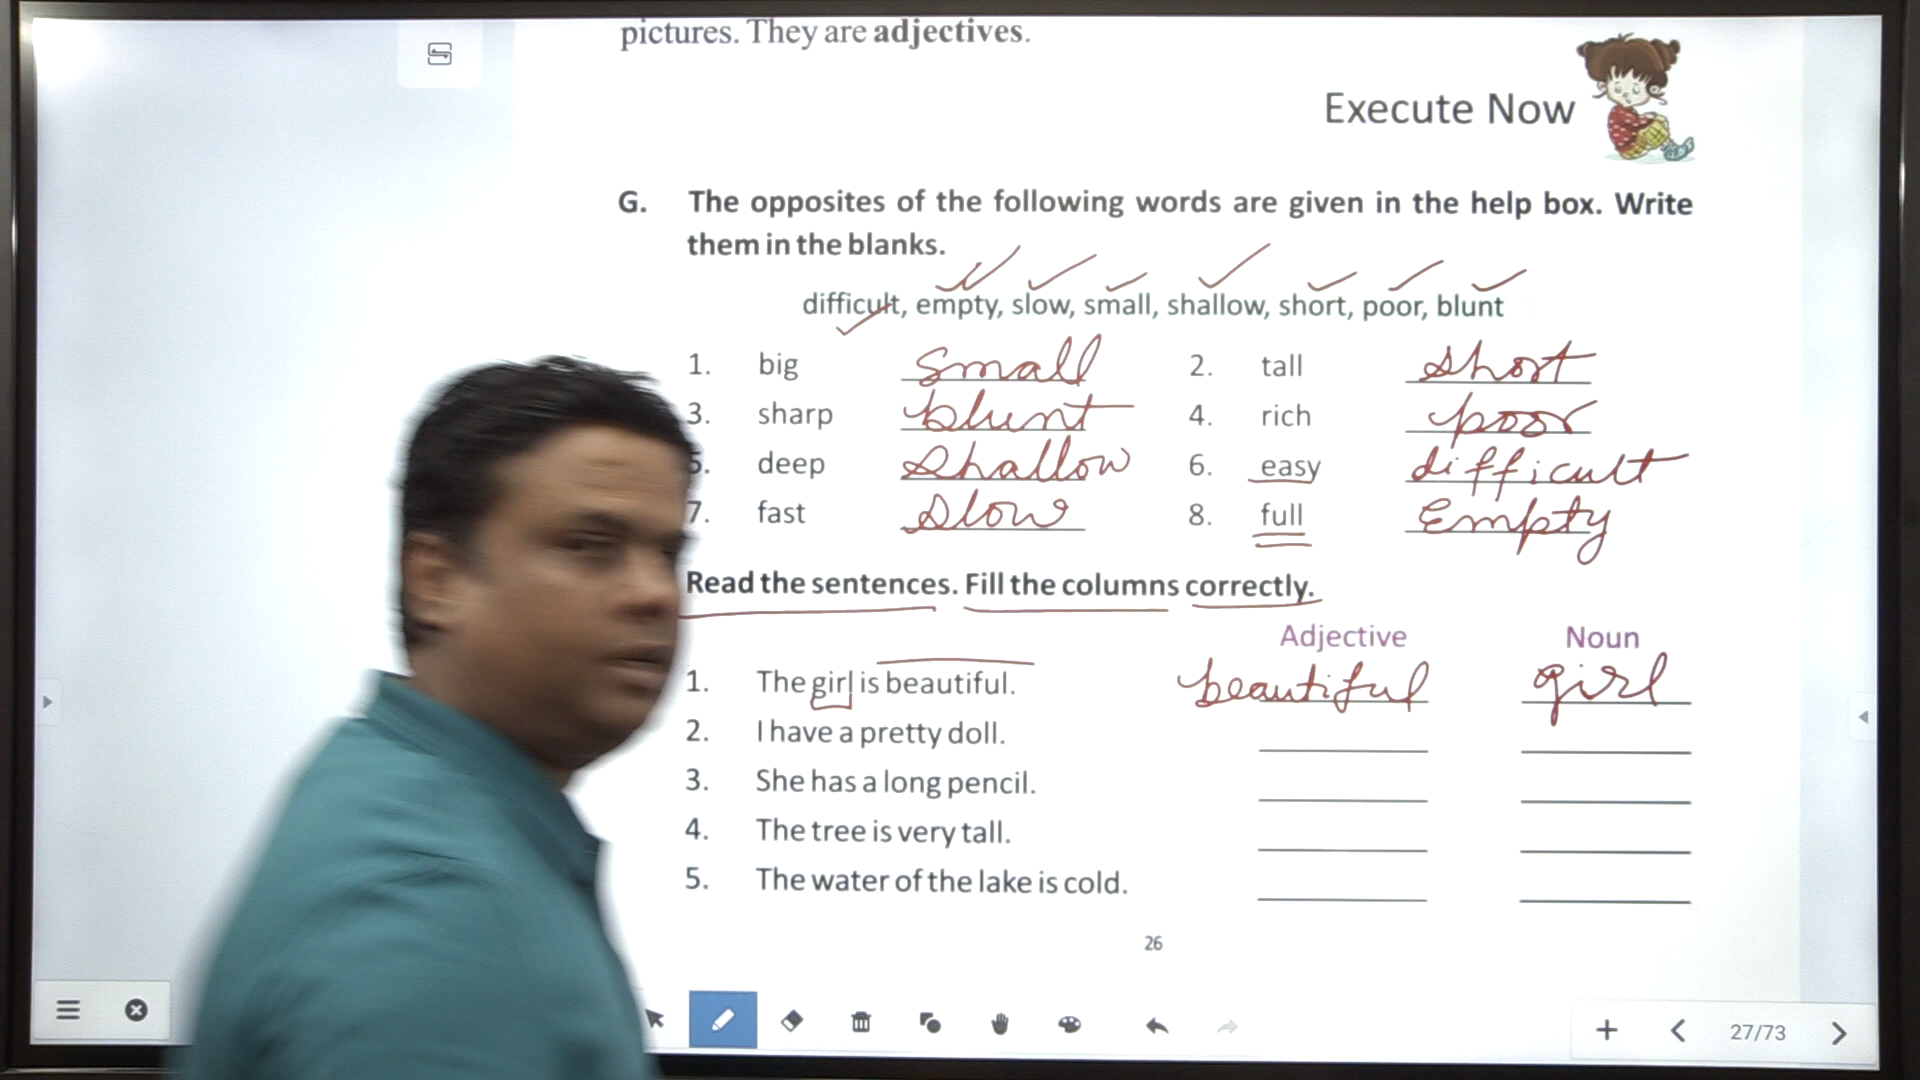 pictures. They are adjectives.
Execute Now
G. The opposites of the following words are given in the help box. Write
them in the blanks.
difficult, empty, slow, small, shallow, short, poor, blunt
1. big small 2. tall short
3. sharp blunt 4. rich poor
5. deep shallow 6. easy difficult
7. fast slow 8. full Empty
Read the sentences. Fill the columns correctly.
Adjective Noun
1. The girl is beautiful. beautiful girl
2. I have a pretty doll.
3. She has a long pencil.
4. The tree is very tall.
5. The water of the lake is cold.
26
27/73